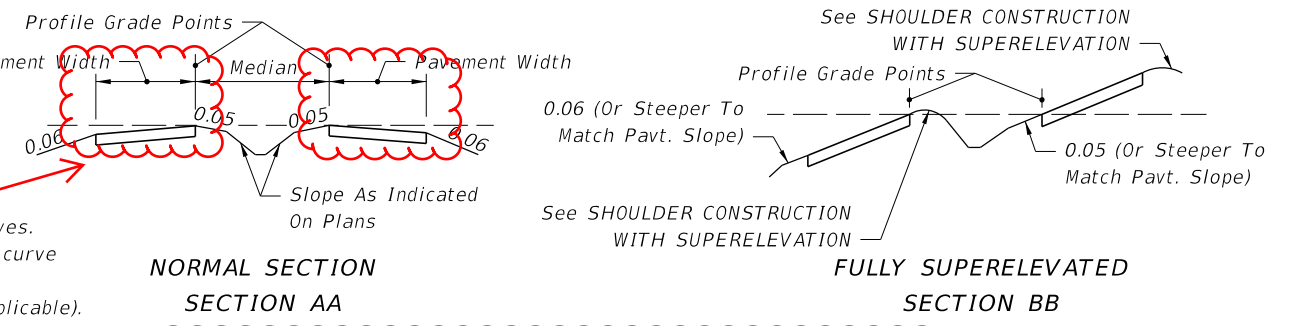 Profile Grade Points
ment Width
Median
Pavement Width
0.05
0.05
0.06
0.06
Slope As Indicated
On Plans
ves.
curve
plicable).
NORMAL SECTION
SECTION AA
See SHOULDER CONSTRUCTION
WITH SUPERELEVATION
Profile Grade Points
0.06 (Or Steeper To
Match Pavt. Slope)
0.05 (Or Steeper To
Match Pavt. Slope)
See SHOULDER CONSTRUCTION
WITH SUPERELEVATION
FULLY SUPERELEVATED
SECTION BB